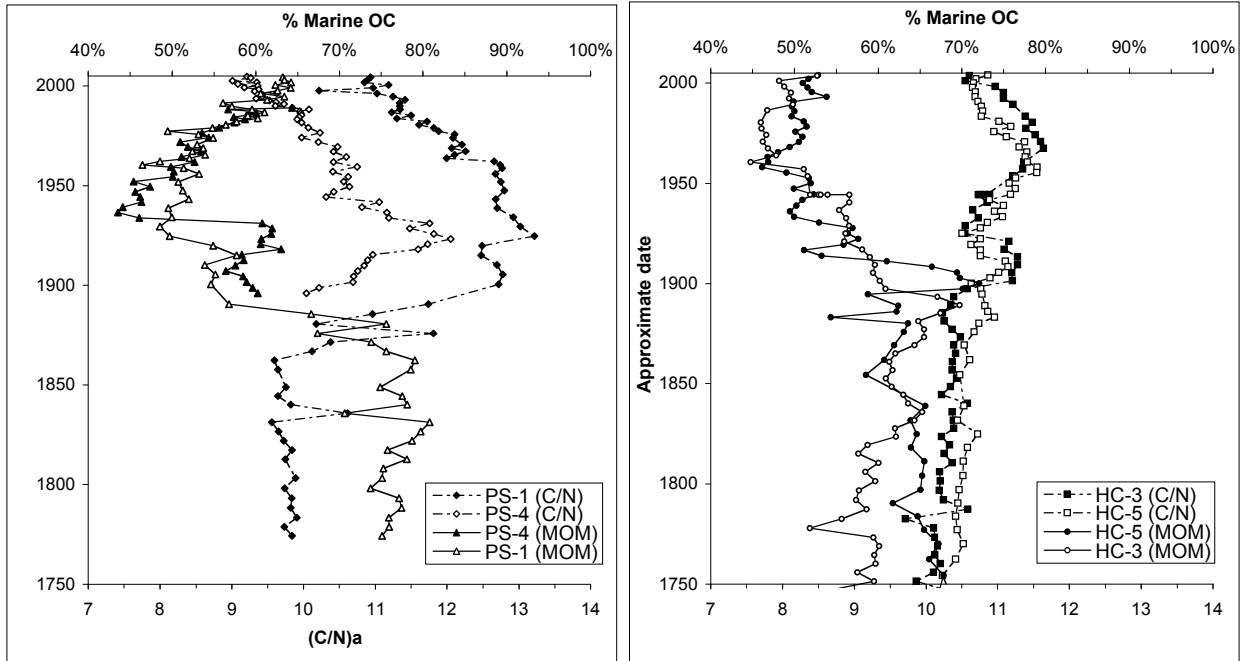 % Marine OC
40% 50% 60% 70% 80% 90% 100%
2000
1950
1900
1850
1800
1750
PS-1 (C/N)
PS-4 (C/N)
PS-4 (MOM)
PS-1 (MOM)
7 8 9 10 11 12 13 14
(C/N)a
% Marine OC
40% 50% 60% 70% 80% 90% 100%
Approximate date
2000
1950
1900
1850
1800
1750
HC-3 (C/N)
HC-5 (C/N)
HC-5 (MOM)
HC-3 (MOM)
7 8 9 10 11 12 13 14